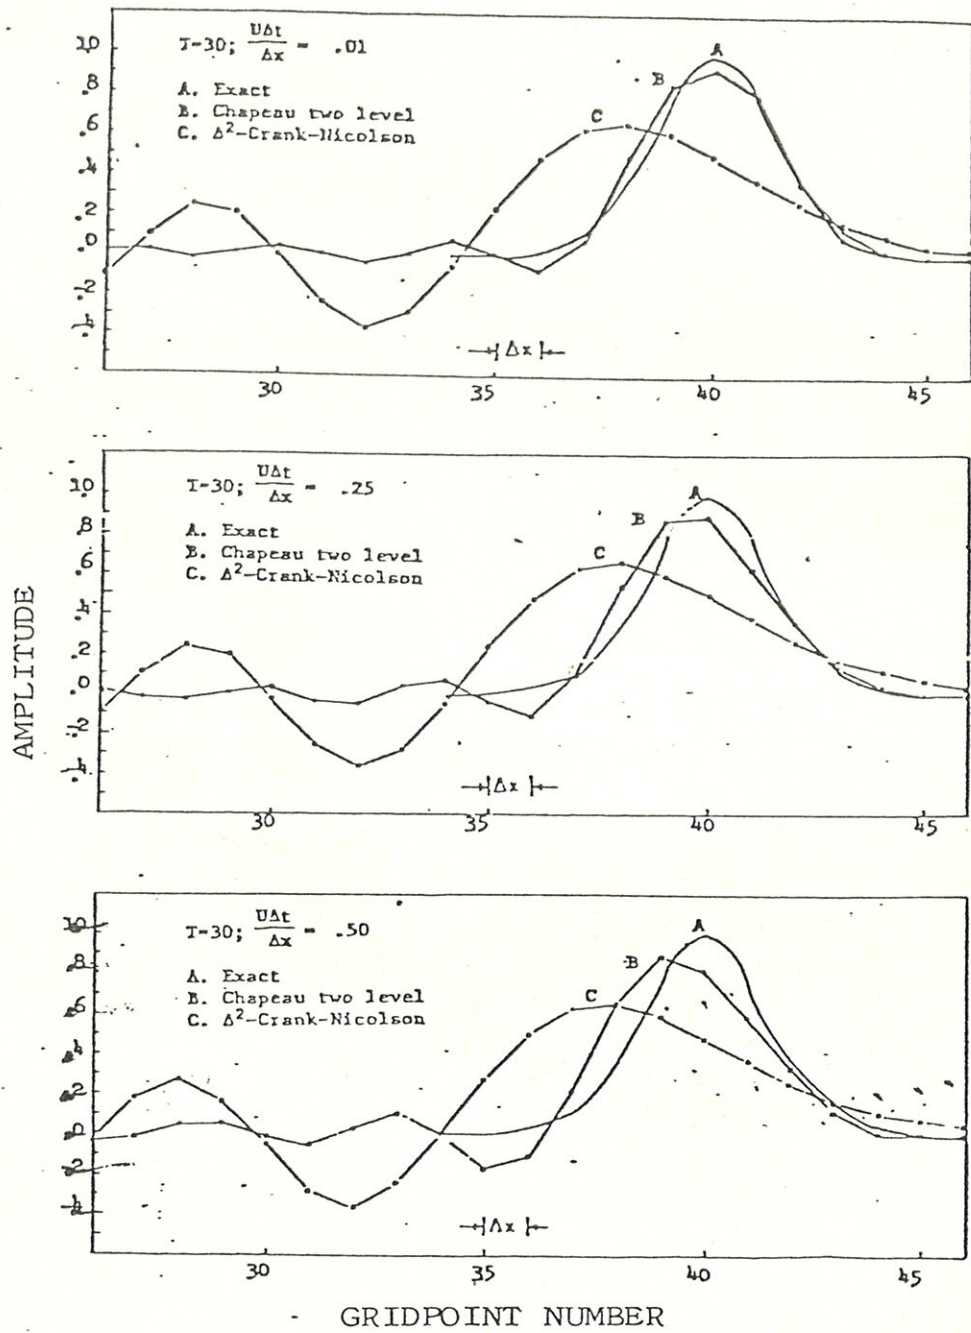 T=30; UΔt/Δx = .01
A. Exact
B. Chapeau two level
C. Δ²-Crank-Nicolson
1.0
.8
.6
.4
.2
.0
.2
.4
A
B
C
Δx
30 35 40 45
T=30; UΔt/Δx = .25
A. Exact
B. Chapeau two level
C. Δ²-Crank-Nicolson
1.0
.8
.6
.4
.2
.0
.2
.4
A
B
C
Δx
30 35 40 45
AMPLITUDE
T=30; UΔt/Δx = .50
A. Exact
B. Chapeau two level
C. Δ²-Crank-Nicolson
1.0
.8
.6
.4
.2
.0
.2
.4
A
B
C
Δx
30 35 40 45
GRIDPOINT NUMBER